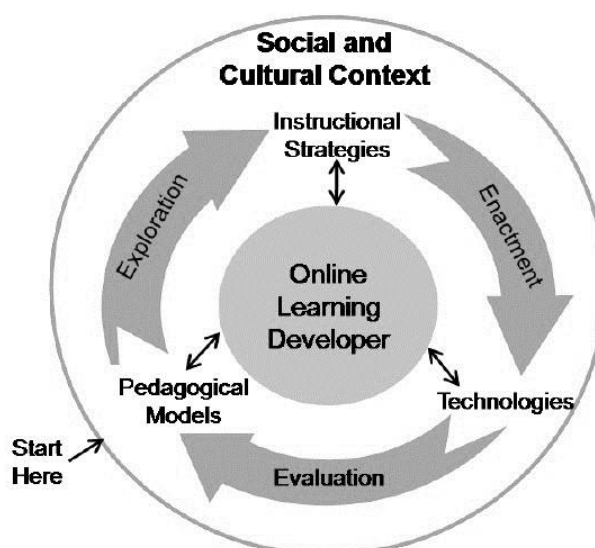 Social and
Cultural Context
Instructional
Strategies
Exploration
Enactment
Online
Learning
Developer
Pedagogical
Models
Technologies
Start
Here
Evaluation